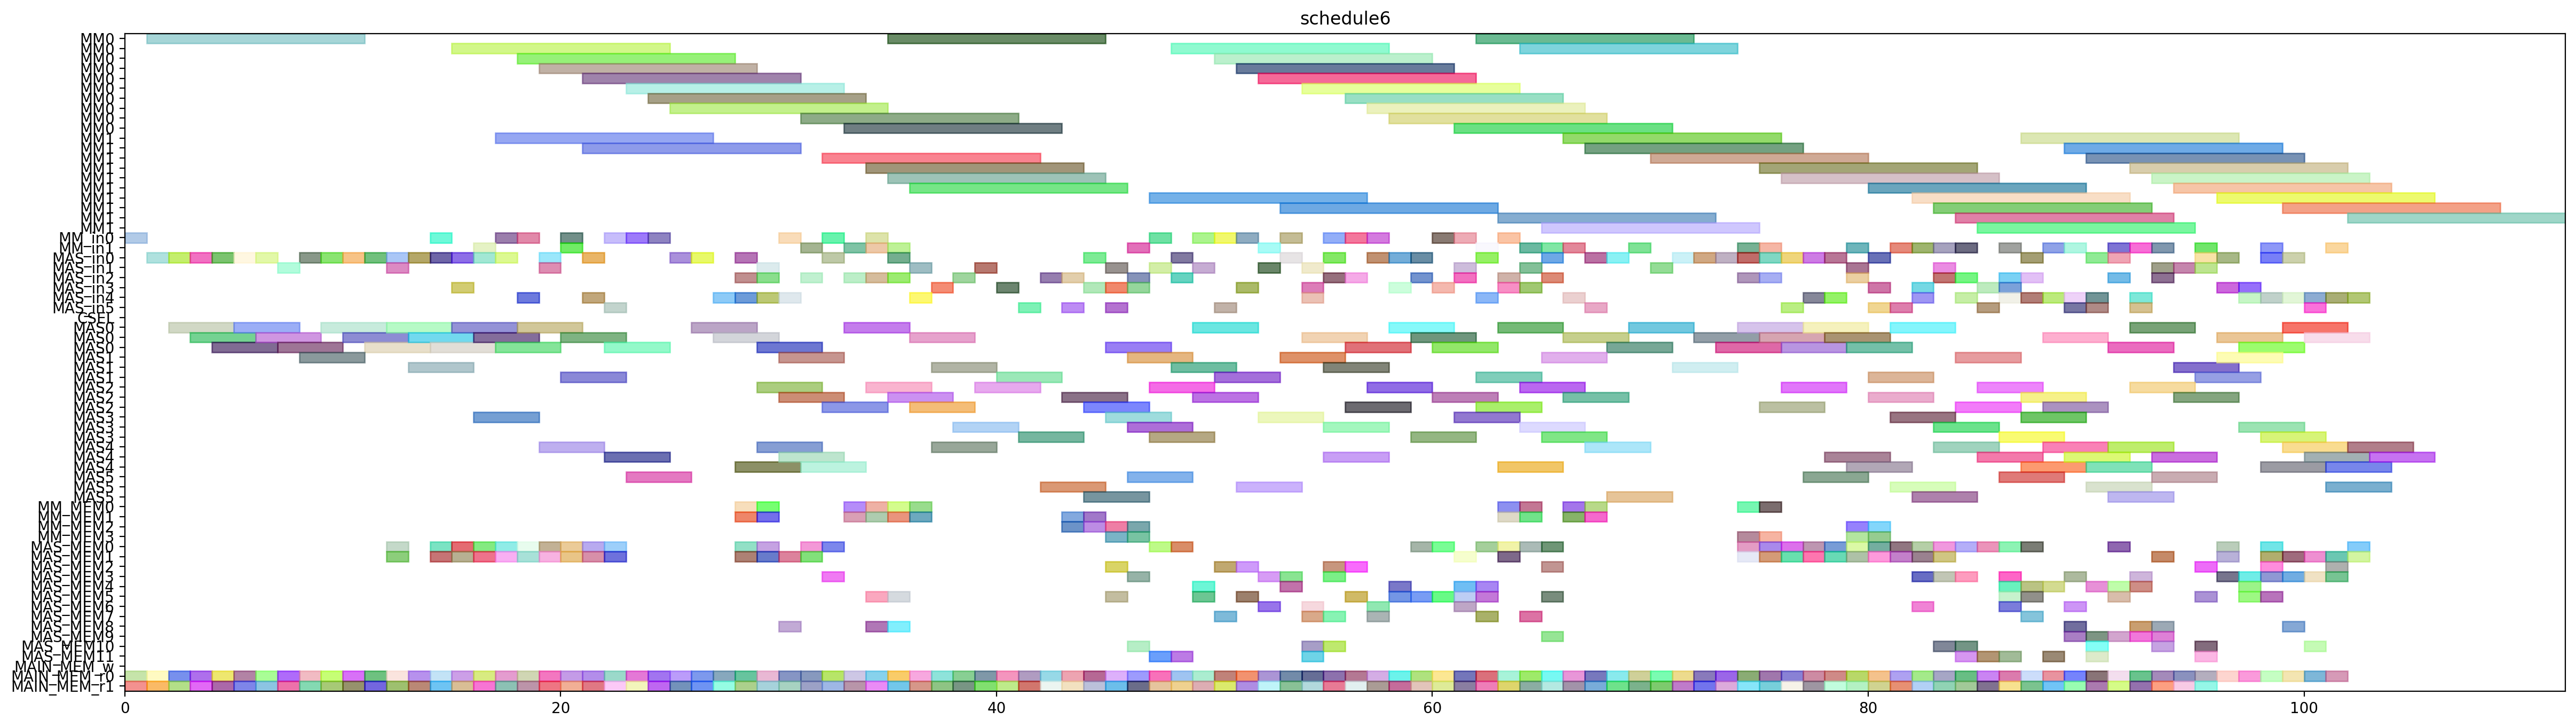 schedule6
MM0
MM0
MM0
MM0
MM0
MM0
MM0
MM0
MM0
MM0
MM1
MM1
MM1
MM1
MM1
MM1
MM1
MM1
MM1
MM1
MM_in0
MM_in1
MAS_in0
MAS_in1
MAS_in2
MAS_in3
MAS_in4
MAS_in5
CSEL
MAS0
MAS0
MAS0
MAS1
MAS1
MAS1
MAS2
MAS2
MAS2
MAS3
MAS3
MAS3
MAS4
MAS4
MAS4
MAS5
MAS5
MAS5
MM_MEM0
MM_MEM1
MM_MEM2
MM_MEM3
MAS_MEM0
MAS_MEM1
MAS_MEM2
MAS_MEM3
MAS_MEM4
MAS_MEM5
MAS_MEM6
MAS_MEM7
MAS_MEM8
MAS_MEM9
MAS_MEM10
MAS_MEM11
MAIN_MEM_w
MAIN_MEM_r0
MAIN_MEM_r1
0 20 40 60 80 100